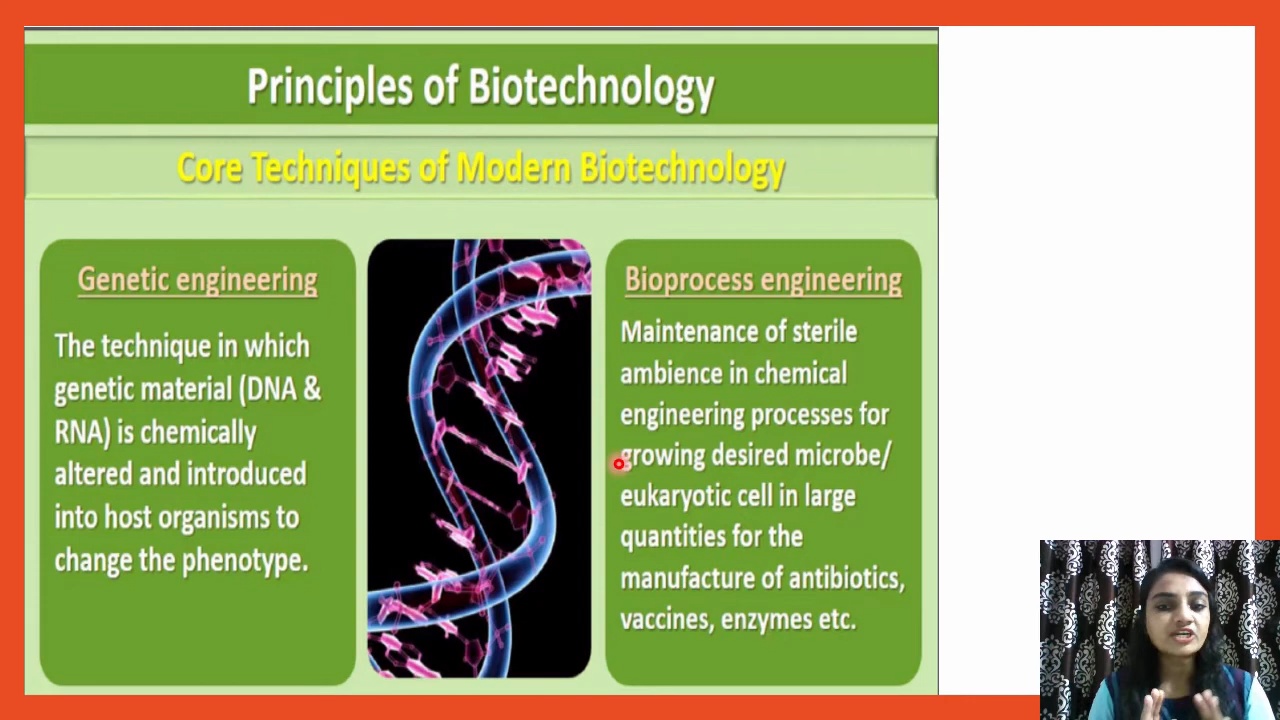 Principles of Biotechnology
Core Techniques of Modern Biotechnology
Genetic engineering
The technique in which
genetic material (DNA &
RNA) is chemically
altered and introduced
into host organisms to
change the phenotype.
Bioprocess engineering
Maintenance of sterile
ambience in chemical
engineering processes for
growing desired microbe/
eukaryotic cell in large
quantities for the
manufacture of antibiotics,
vaccines, enzymes etc.